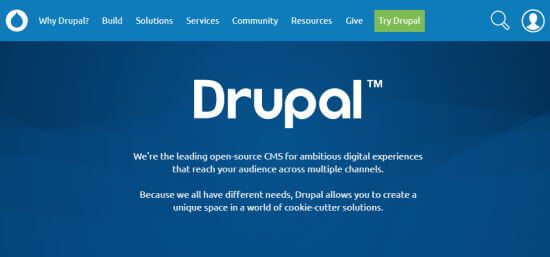 Why Drupal? Build Solutions Services Community Resources Give Try Drupal
Drupal™
We're the leading open-source CMS for ambitious digital experiences
that reach your audience across multiple channels.
Because we all have different needs, Drupal allows you to create a
unique space in a world of cookie-cutter solutions.